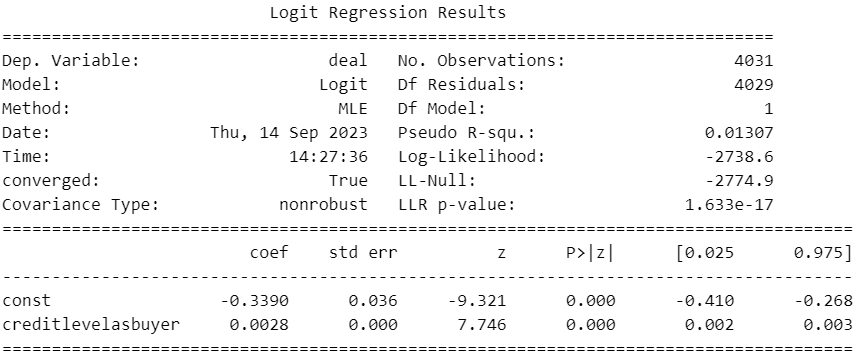 Logit Regression Results
==============================================================================
Dep. Variable: deal No. Observations: 4031
Model: Logit Df Residuals: 4029
Method: MLE Df Model: 1
Date: Thu, 14 Sep 2023 Pseudo R-squ.: 0.01307
Time: 14:27:36 Log-Likelihood: -2738.6
converged: True LL-Null: -2774.9
Covariance Type: nonrobust LLR p-value: 1.633e-17
======================================================================================
coef std err z P>|z| [0.025 0.975]
--------------------------------------------------------------------------------------
const -0.3390 0.036 -9.321 0.000 -0.410 -0.268
creditlevelasbuyer 0.0028 0.000 7.746 0.000 0.002 0.003
======================================================================================